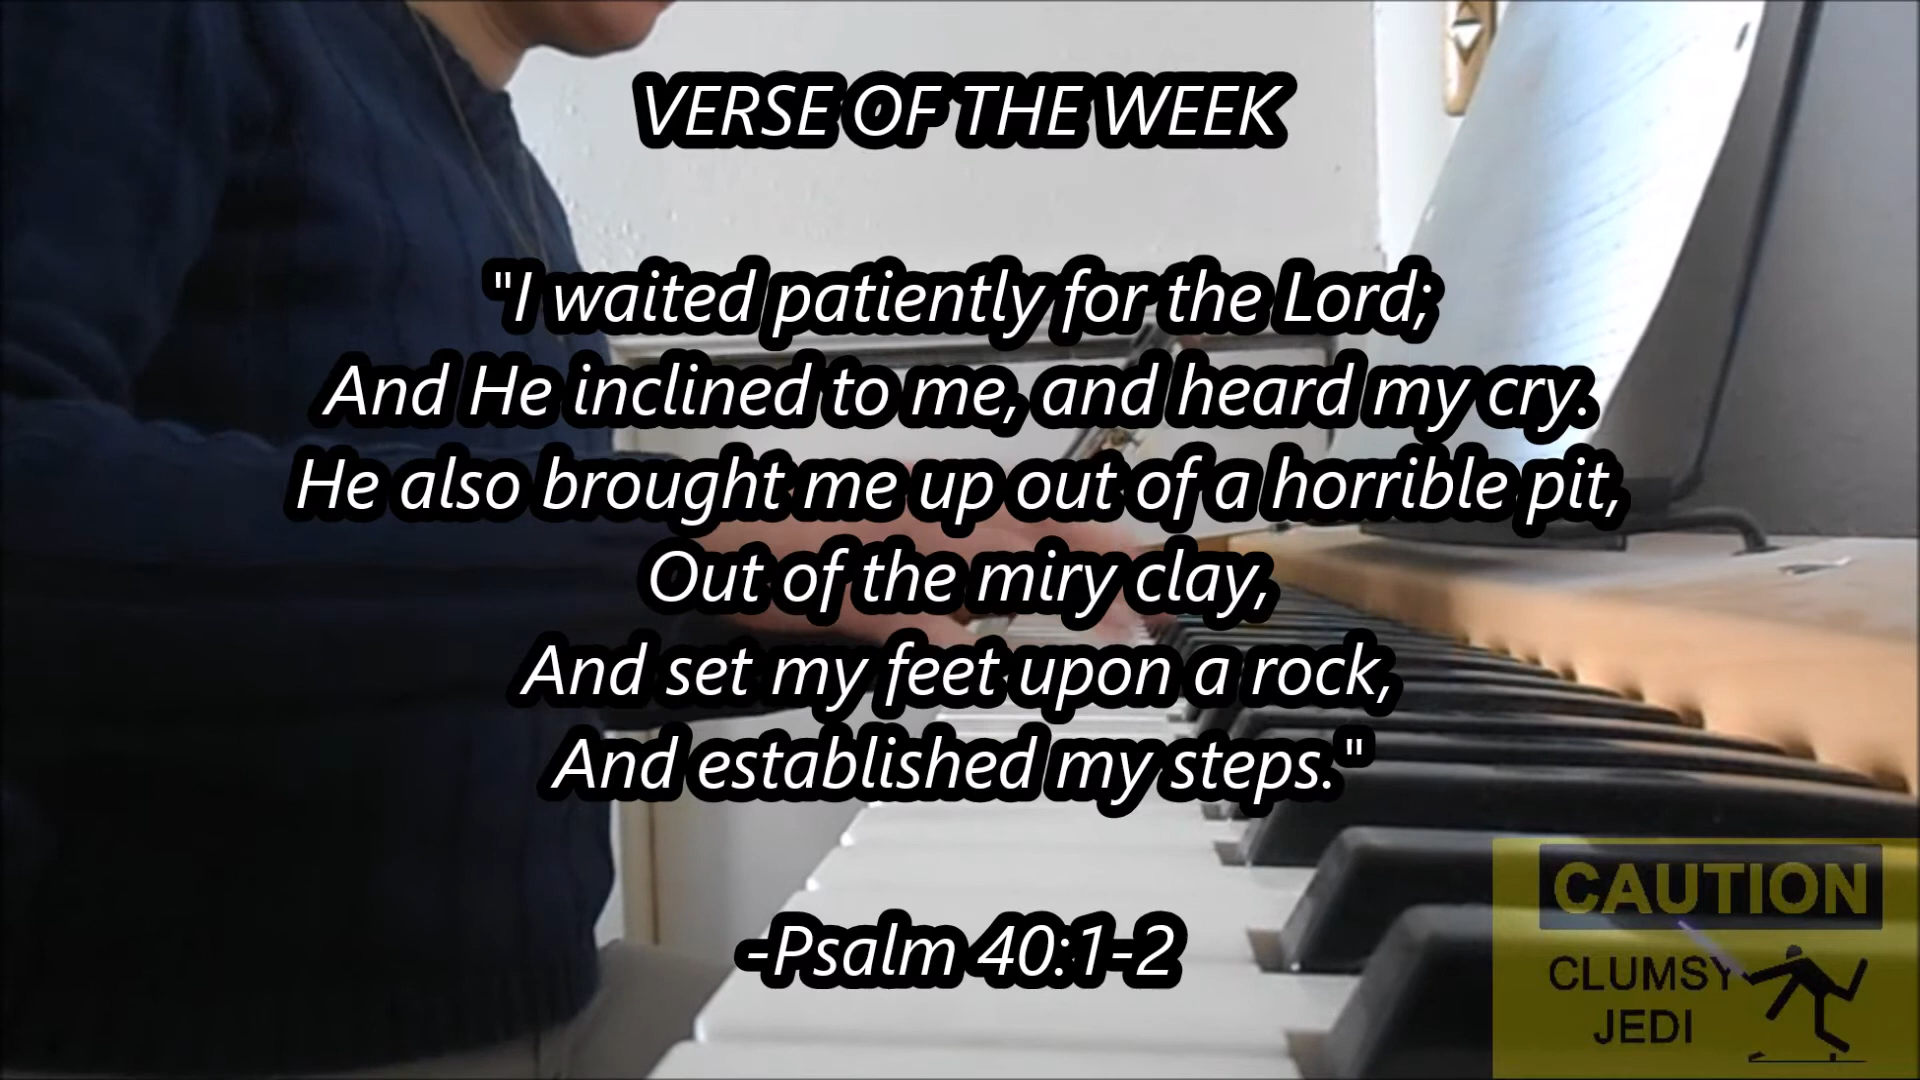 VERSE OF THE WEEK
"I waited patiently for the Lord;
And He inclined to me, and heard my cry.
He also brought me up out of a horrible pit,
Out of the miry clay,
And set my feet upon a rock,
And established my steps."
-Psalm 40:1-2
CAUTION
CLUMSY
JEDI